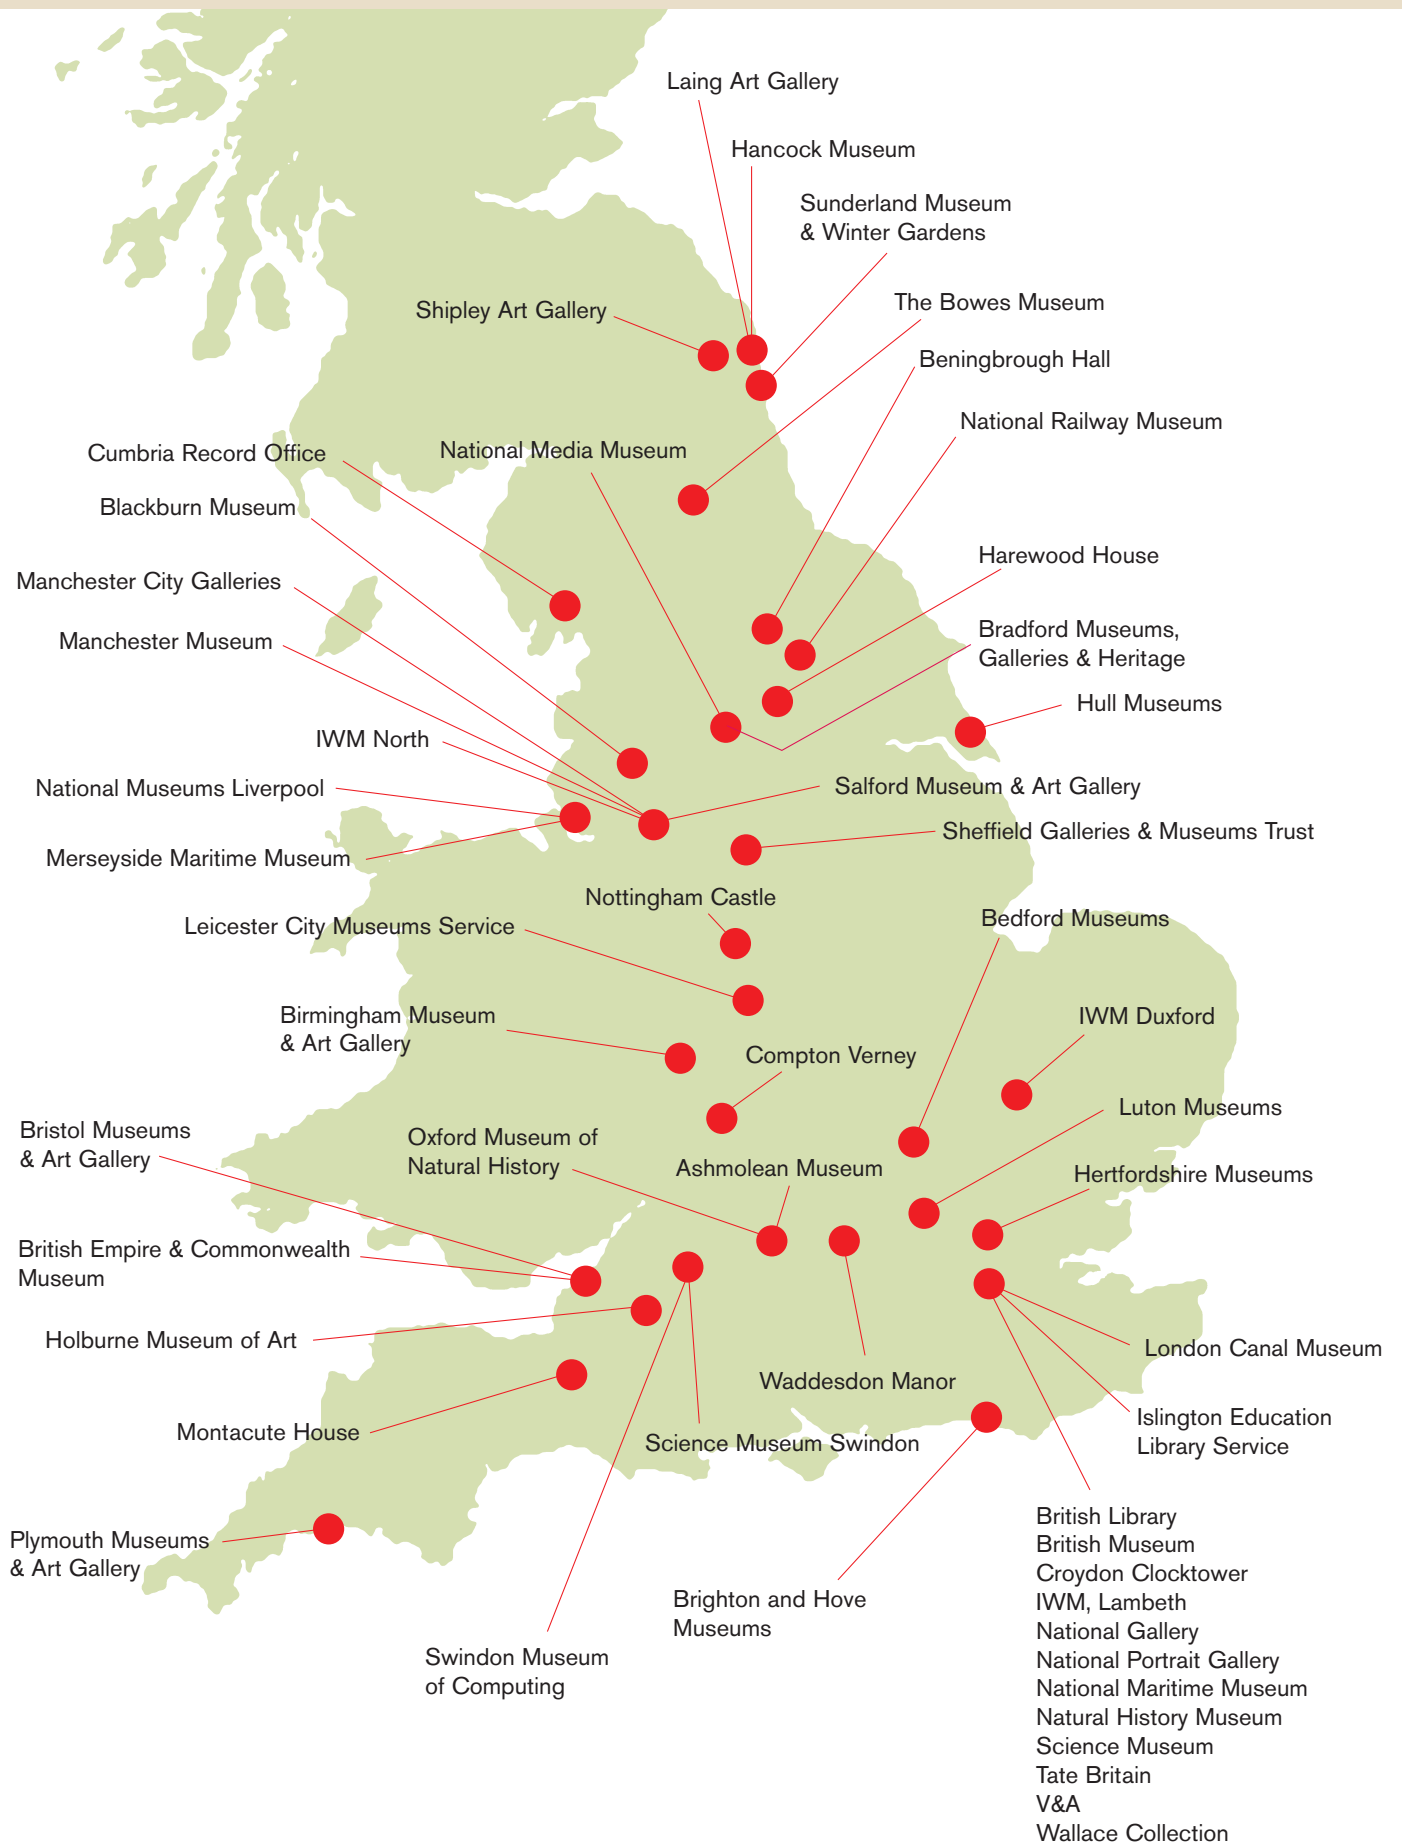 Laing Art Gallery
Hancock Museum
Sunderland Museum
& Winter Gardens
The Bowes Museum
Shipley Art Gallery
Beningbrough Hall
National Railway Museum
Cumbria Record Office
National Media Museum
Blackburn Museum
Harewood House
Manchester City Galleries
Bradford Museums,
Galleries & Heritage
Manchester Museum
Hull Museums
IWM North
National Museums Liverpool
Salford Museum & Art Gallery
Sheffield Galleries & Museums Trust
Merseyside Maritime Museum
Nottingham Castle
Leicester City Museums Service
Bedford Museums
Birmingham Museum
& Art Gallery
IWM Duxford
Compton Verney
Luton Museums
Bristol Museums
& Art Gallery
Oxford Museum of
Natural History
Ashmolean Museum
Hertfordshire Museums
British Empire & Commonwealth
Museum
Holburne Museum of Art
London Canal Museum
Waddesdon Manor
Islington Education
Library Service
Montacute House
Science Museum Swindon
Plymouth Museums
& Art Gallery
Brighton and Hove
Museums
Swindon Museum
of Computing
British Library
British Museum
Croydon Clocktower
IWM, Lambeth
National Gallery
National Portrait Gallery
National Maritime Museum
Natural History Museum
Science Museum
Tate Britain
V&A
Wallace Collection